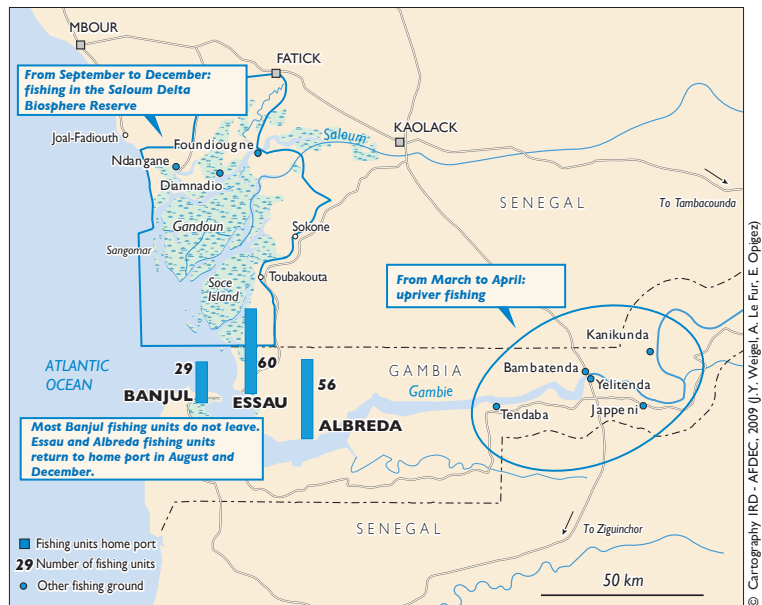 MBOUR
FATICK
From September to December:
fishing in the Saloum Delta
Biosphere Reserve
Joal-Fadiouth
Foundiougne
Saloum
KAOLACK
Ndangane
Diamnadio
SENEGAL
To Tambacounda
Gandoun
Sokone
Sangomar
Toubakouta
Soce
Island
From March to April:
upriver fishing
Kanikunda
ATLANTIC
OCEAN
29
60
56
GAMBIA
Gambie
Bambatenda
Yelitenda
BANJUL
ESSAU
ALBREDA
Tendaba
Jappeni
Most Banjul fishing units do not leave.
Essau and Albreda fishing units
return to home port in August and
December.
SENEGAL
To Ziguinchor
Fishing units home port
29 Number of fishing units
Other fishing ground
50 km
© Cartography IRD - AFDEC, 2009 (J.Y. Weigel, A. Le Fur, E. Opigez)